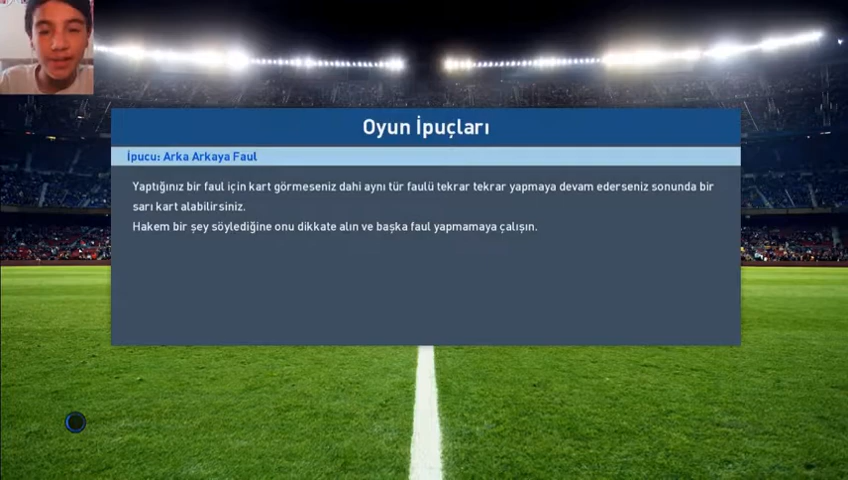 Oyun İpuçları
İpucu: Arka Arkaya Faul
Yaptığınız bir faul için kart görmeseniz dahi aynı tür faulü tekrar tekrar yapmaya devam ederseniz sonunda bir
sarı kart alabilirsiniz.
Hakem bir şey söylediğine onu dikkate alın ve başka faul yapmamaya çalışın.